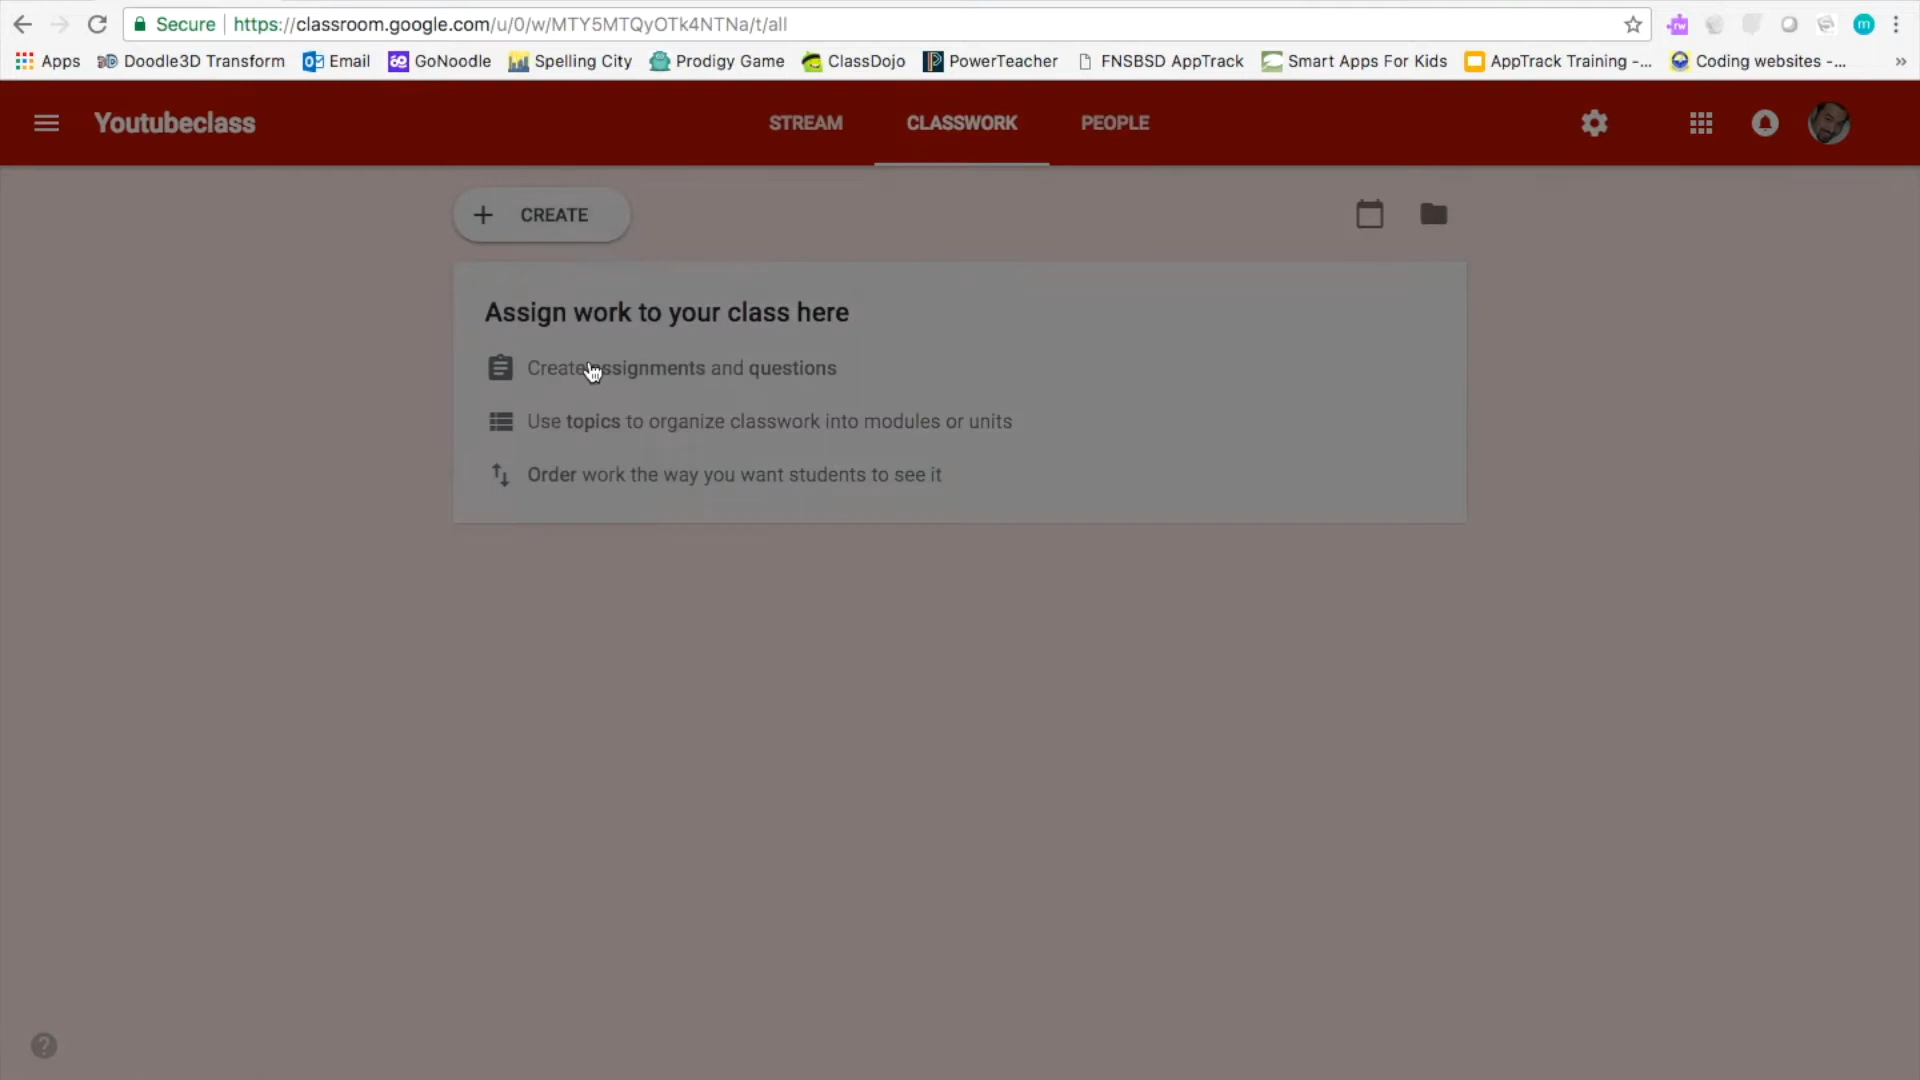 Secure https://classroom.google.com/u/0/w/MTY5MTQyOTk4NTNa/t/all
Apps Doodle3D Transform Email GoNoodle Spelling City Prodigy Game ClassDojo PowerTeacher FNSBSD AppTrack Smart Apps For Kids AppTrack Training -... Coding websites -... »
Youtubeclass STREAM CLASSWORK PEOPLE
+ CREATE
Assign work to your class here
Create assignments and questions
Use topics to organize classwork into modules or units
Order work the way you want students to see it